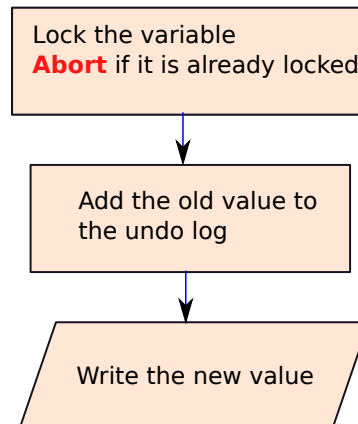 Lock the variable
Abort if it is already locked
Add the old value to
the undo log
Write the new value